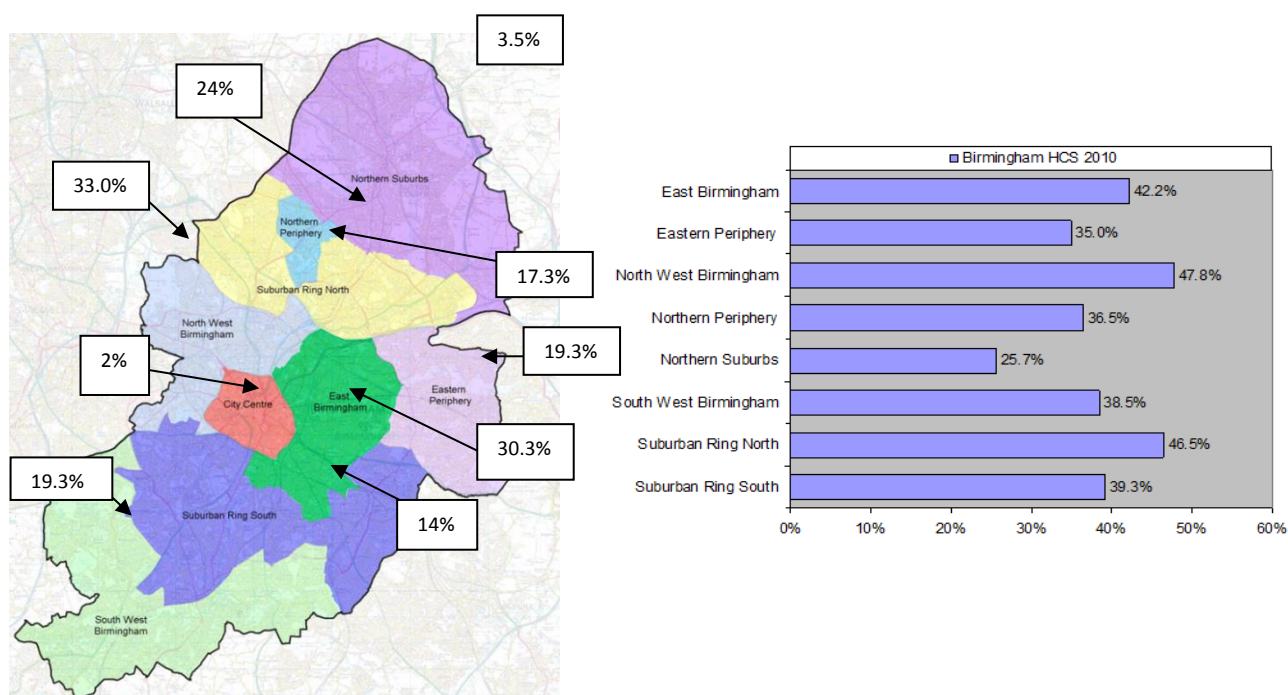 3.5%
24%
WALSALL
33.0%
Northern Suburbs
Northern
Periphery
17.3%
Suburban Ring North
North West
Birmingham
2%
19.3%
City Centre
East
Birmingham
Eastern
Periphery
30.3%
19.3%
Suburban Ring South
14%
South West
Birmingham
Birmingham HCS 2010
East Birmingham 42.2%
Eastern Periphery 35.0%
North West Birmingham 47.8%
Northern Periphery 36.5%
Northern Suburbs 25.7%
South West Birmingham 38.5%
Suburban Ring North 46.5%
Suburban Ring South 39.3%
0% 10% 20% 30% 40% 50% 60%